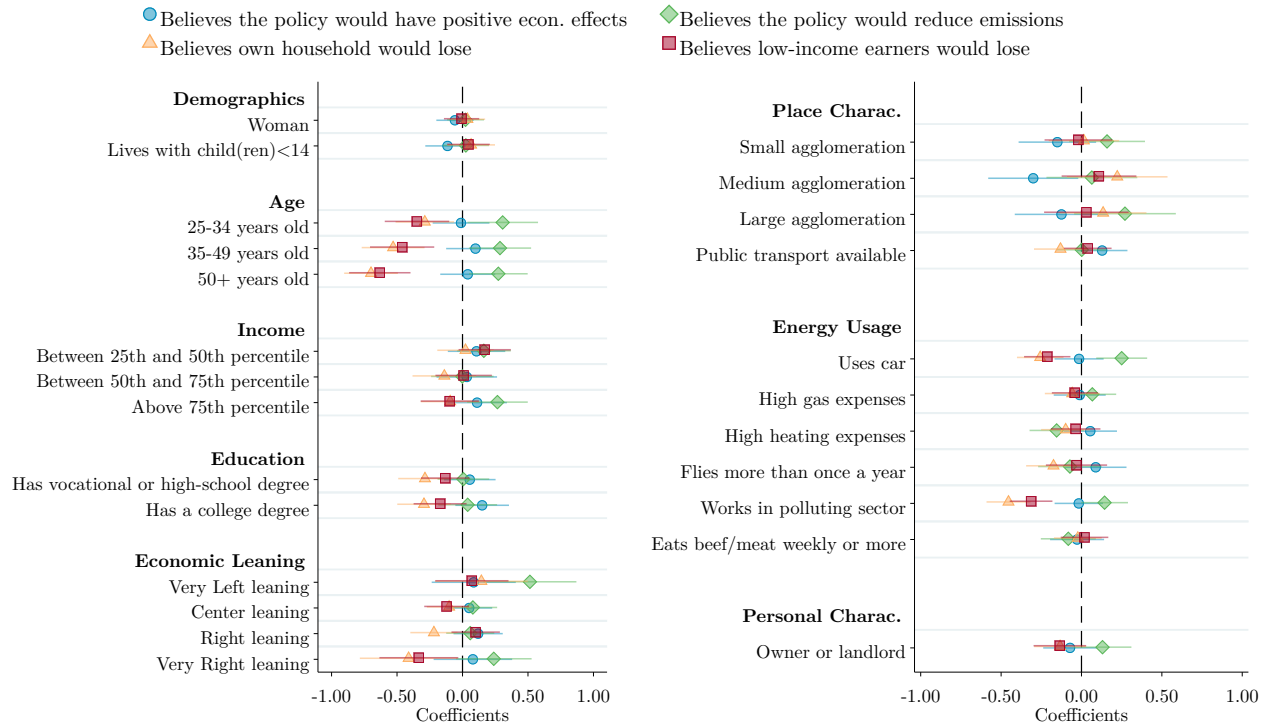 Believes the policy would have positive econ. effects
Believes the policy would reduce emissions
Believes own household would lose
Believes low-income earners would lose
Demographics
Woman
Lives with child(ren)<14
Age
25-34 years old
35-49 years old
50+ years old
Income
Between 25th and 50th percentile
Between 50th and 75th percentile
Above 75th percentile
Education
Has vocational or high-school degree
Has a college degree
Economic Leaning
Very Left leaning
Center leaning
Right leaning
Very Right leaning
-1.00 -0.50 0.00 0.50 1.00
Coefficients
Place Charac.
Small agglomeration
Medium agglomeration
Large agglomeration
Public transport available
Energy Usage
Uses car
High gas expenses
High heating expenses
Flies more than once a year
Works in polluting sector
Eats beef/meat weekly or more
Personal Charac.
Owner or landlord
-1.00 -0.50 0.00 0.50 1.00
Coefficients